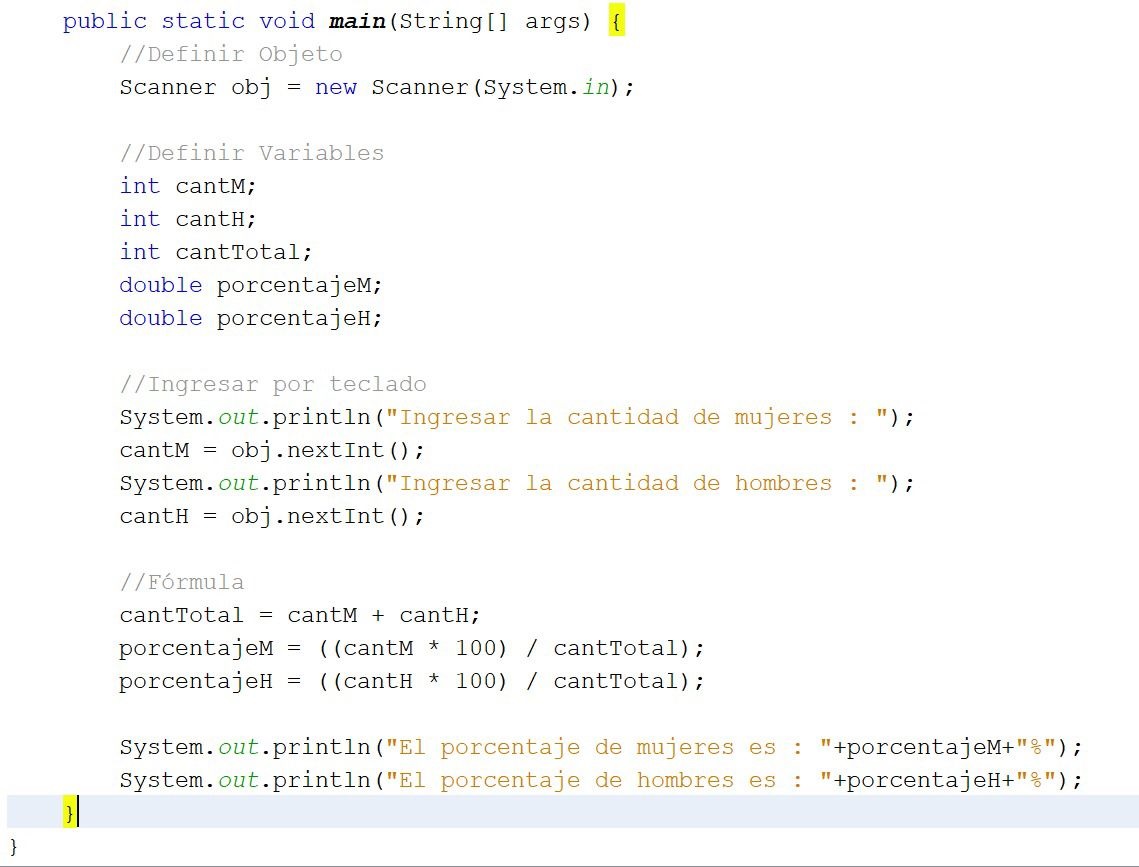 public static void main(String[] args) {
//Definir Objeto
Scanner obj = new Scanner(System.in);
//Definir Variables
int cantM;
int cantH;
int cantTotal;
double porcentajeM;
double porcentajeH;
//Ingresar por teclado
System.out.println("Ingresar la cantidad de mujeres : ");
cantM = obj.nextInt();
System.out.println("Ingresar la cantidad de hombres : ");
cantH = obj.nextInt();
//Fórmula
cantTotal = cantM + cantH;
porcentajeM = ((cantM * 100) / cantTotal);
porcentajeH = ((cantH * 100) / cantTotal);
System.out.println("El porcentaje de mujeres es : "+porcentajeM+"%");
System.out.println("El porcentaje de hombres es : "+porcentajeH+"%");
}
}